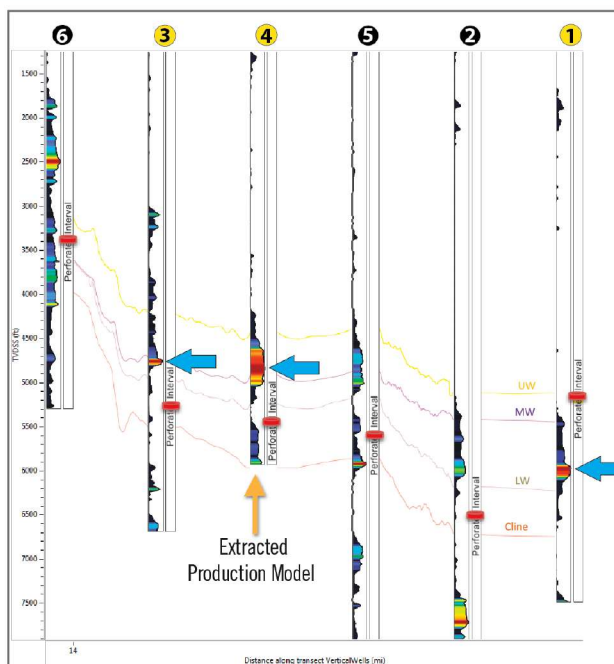 6 3 4 5 2 1
1500
2000
2500
3000
3500
4000
4500
5000
5500
6000
6500
7000
7500
TVDSS (ft)
Perforated Interval
Perforated Interval
Perforated Interval
Perforated Interval
Perforated Interval
Perforated Interval
UW
MW
LW
Cline
Extracted
Production Model
14
Distance along transect VerticalWells [mi]